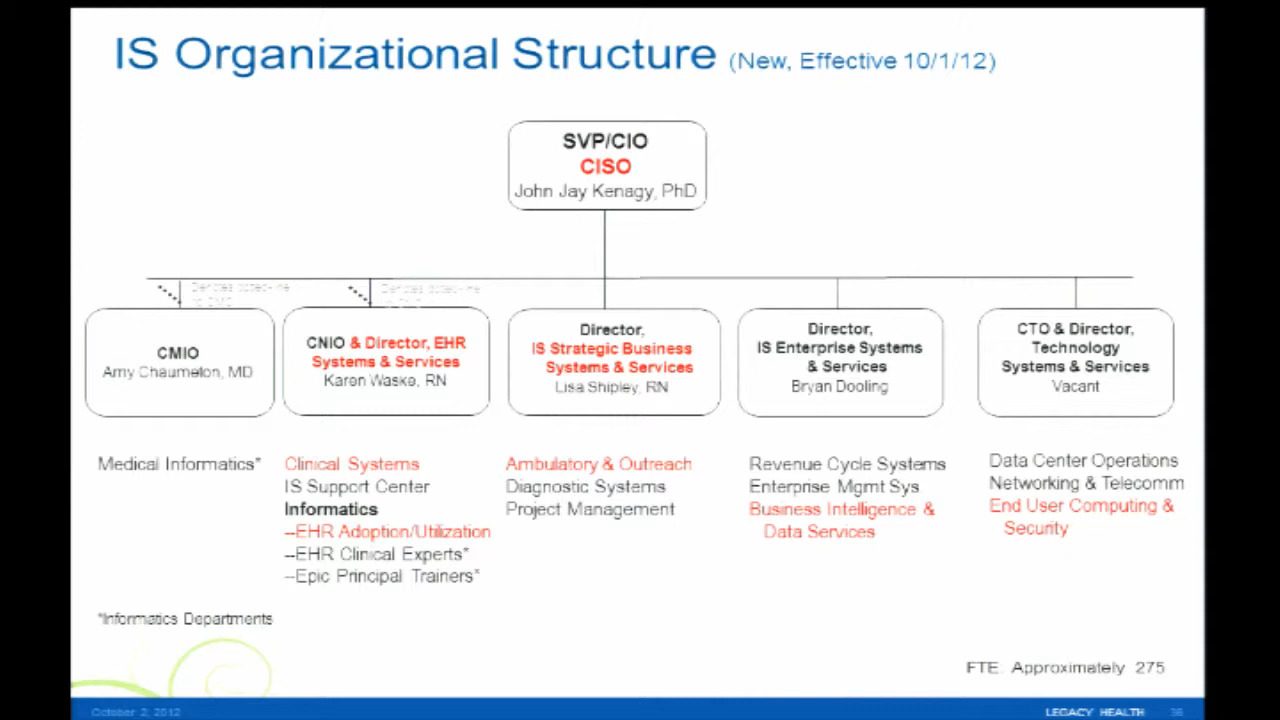 IS Organizational Structure (New, Effective 10/1/12)
SVP/CIO
CISO
John Jay Kenagy, PhD
CMIO
Amy Chaumeton, MD
CNIO & Director, EHR
Systems & Services
Karen Waske, RN
Director,
IS Strategic Business
Systems & Services
Lisa Shipley, RN
Director,
IS Enterprise Systems
& Services
Bryan Dooling
CTO & Director,
Technology
Systems & Services
Vacant
Medical Informatics*
Clinical Systems
IS Support Center
Informatics
--EHR Adoption/Utilization
--EHR Clinical Experts*
--Epic Principal Trainers*
Ambulatory & Outreach
Diagnostic Systems
Project Management
Revenue Cycle Systems
Enterprise Mgmt Sys
Business Intelligence &
Data Services
Data Center Operations
Networking & Telecomm
End User Computing &
Security
*Informatics Departments
FTE. Approximately 275
October 2, 2012
LEGACY HEALTH